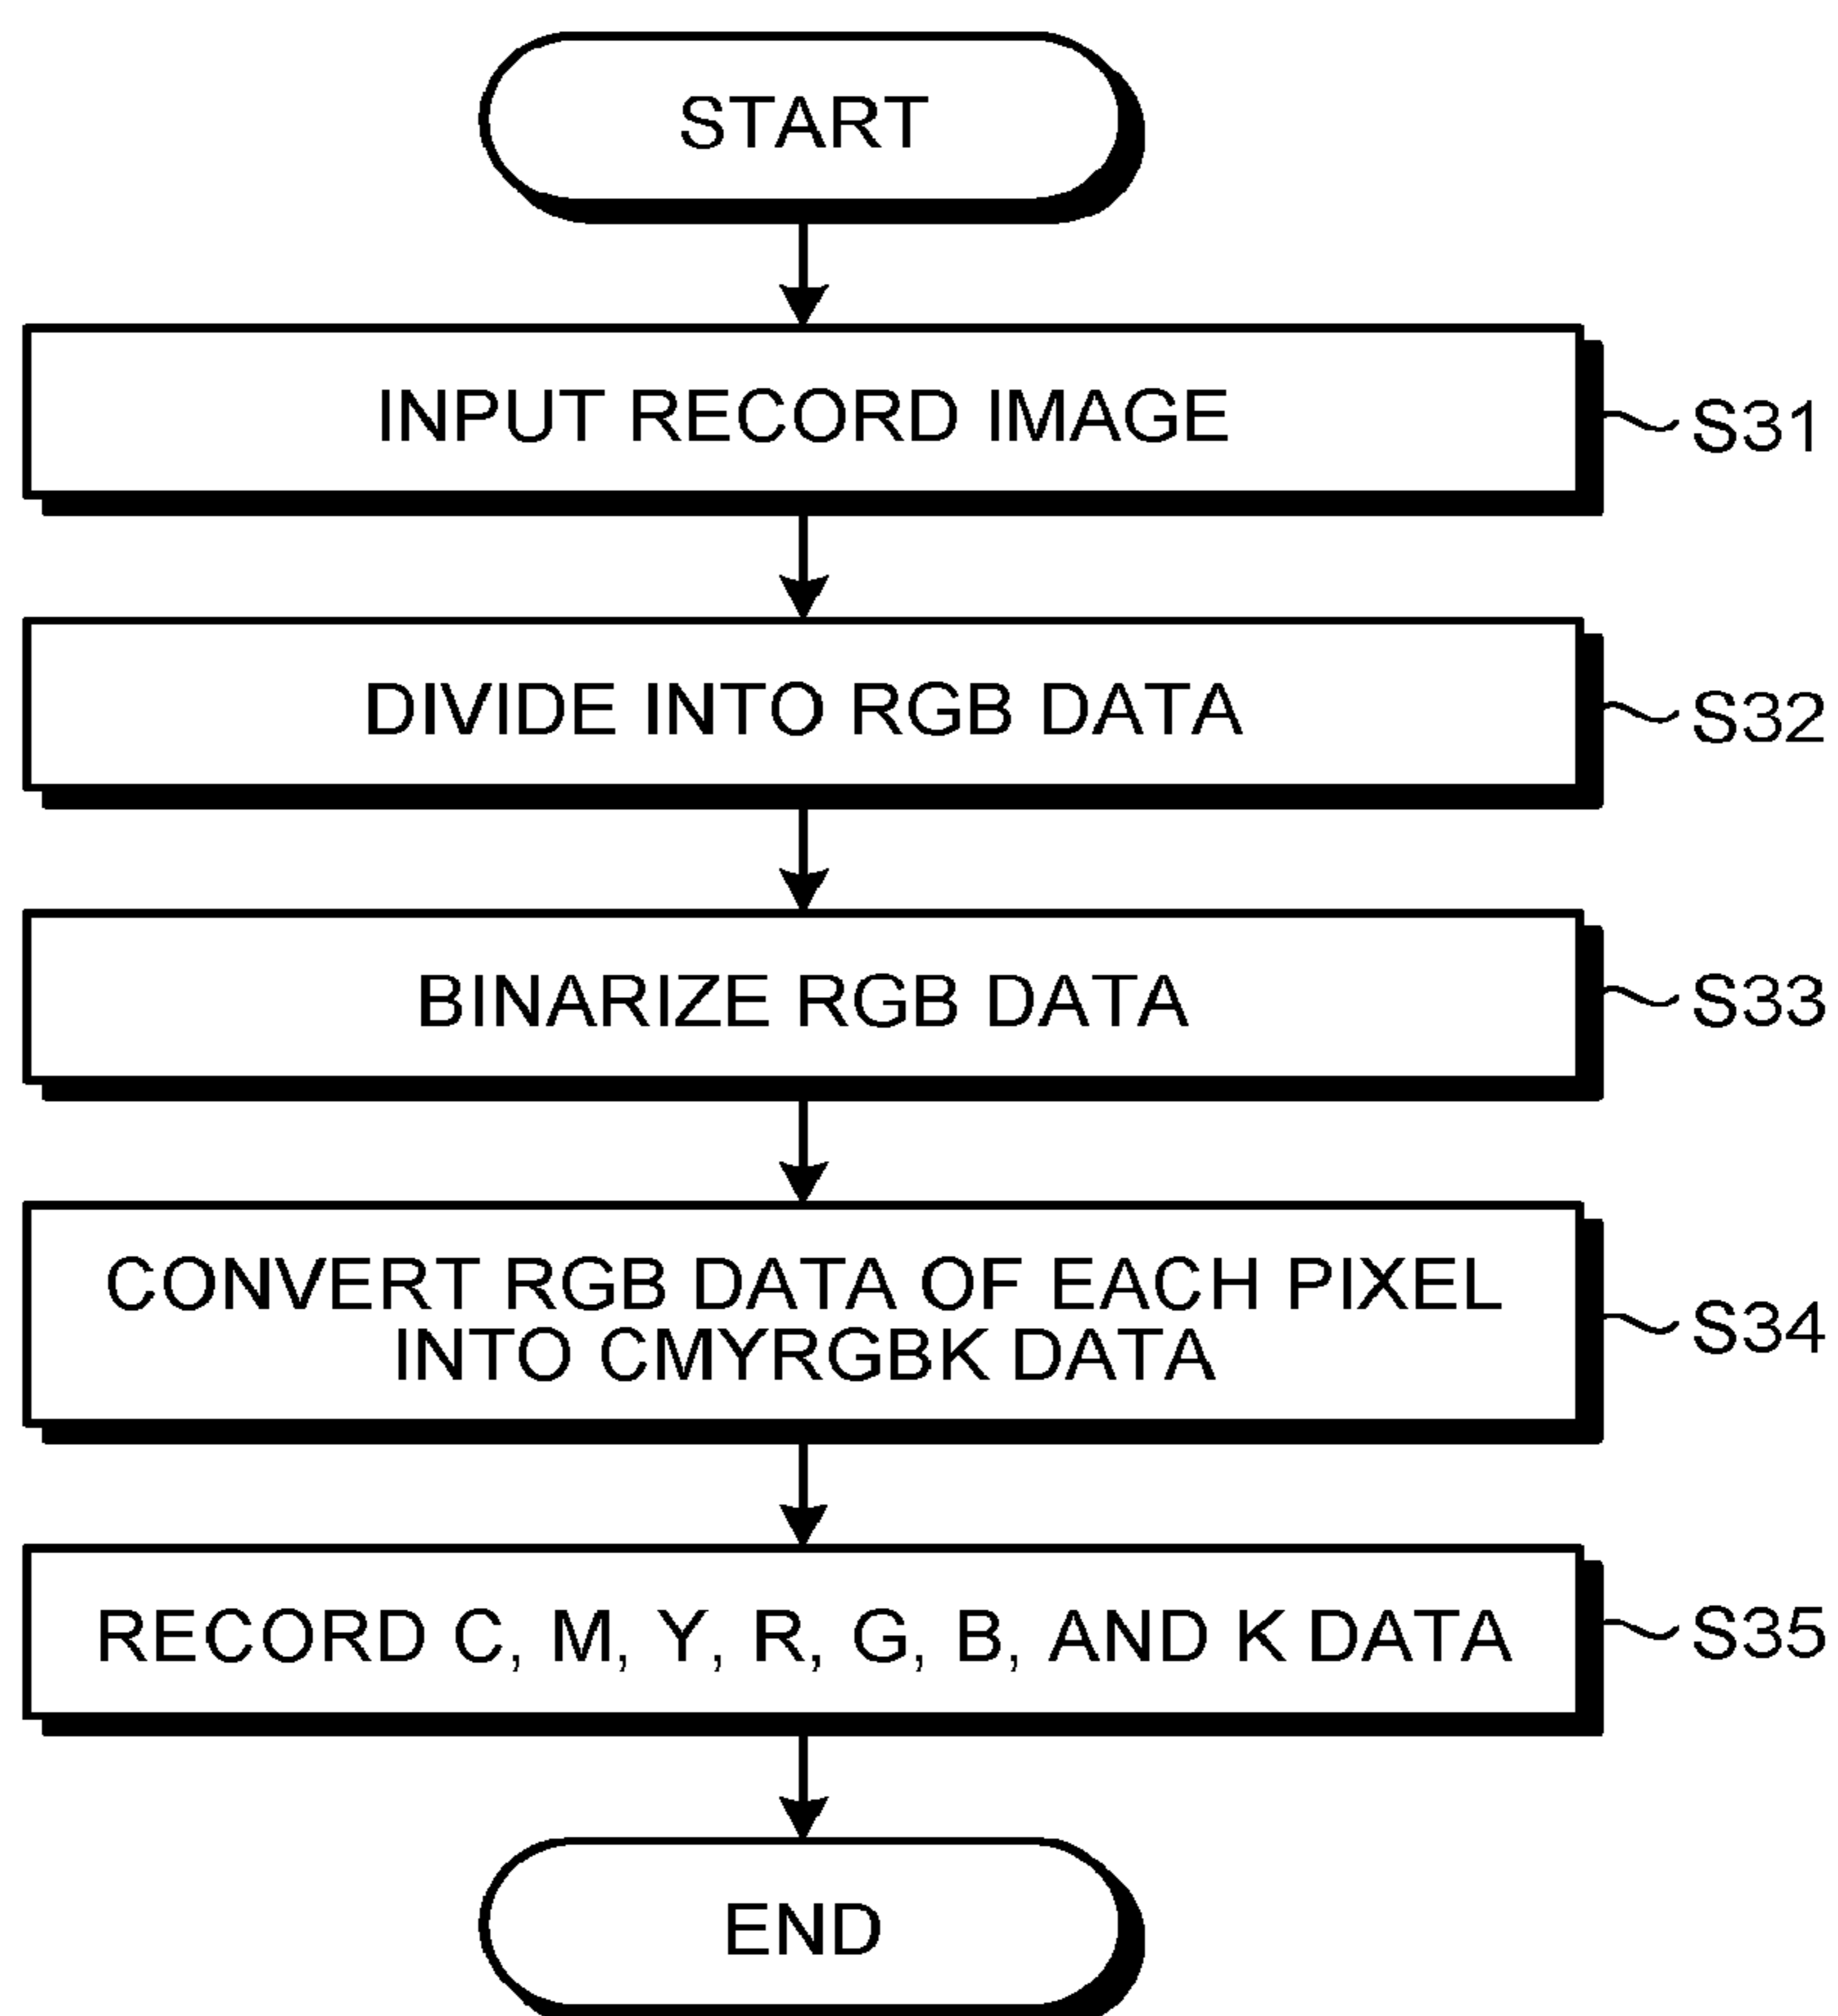 START
INPUT RECORD IMAGE
S31
DIVIDE INTO RGB DATA
S32
BINARIZE RGB DATA
S33
CONVERT RGB DATA OF EACH PIXEL
INTO CMYRGBK DATA
S34
RECORD C, M, Y, R, G, B, AND K DATA
S35
END